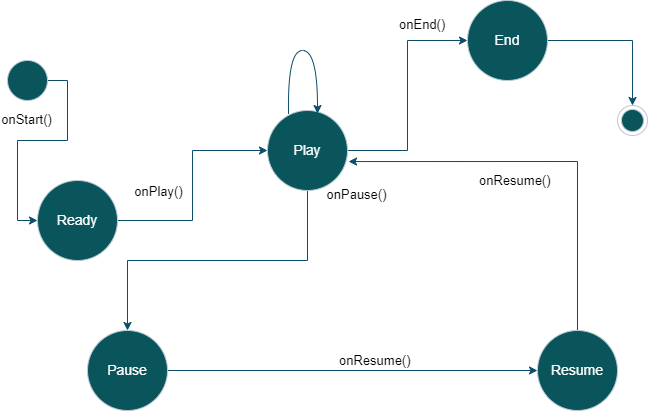 onEnd()
End
onStart()
Play
onPlay()
onPause()
onResume()
Ready
Pause
onResume()
Resume